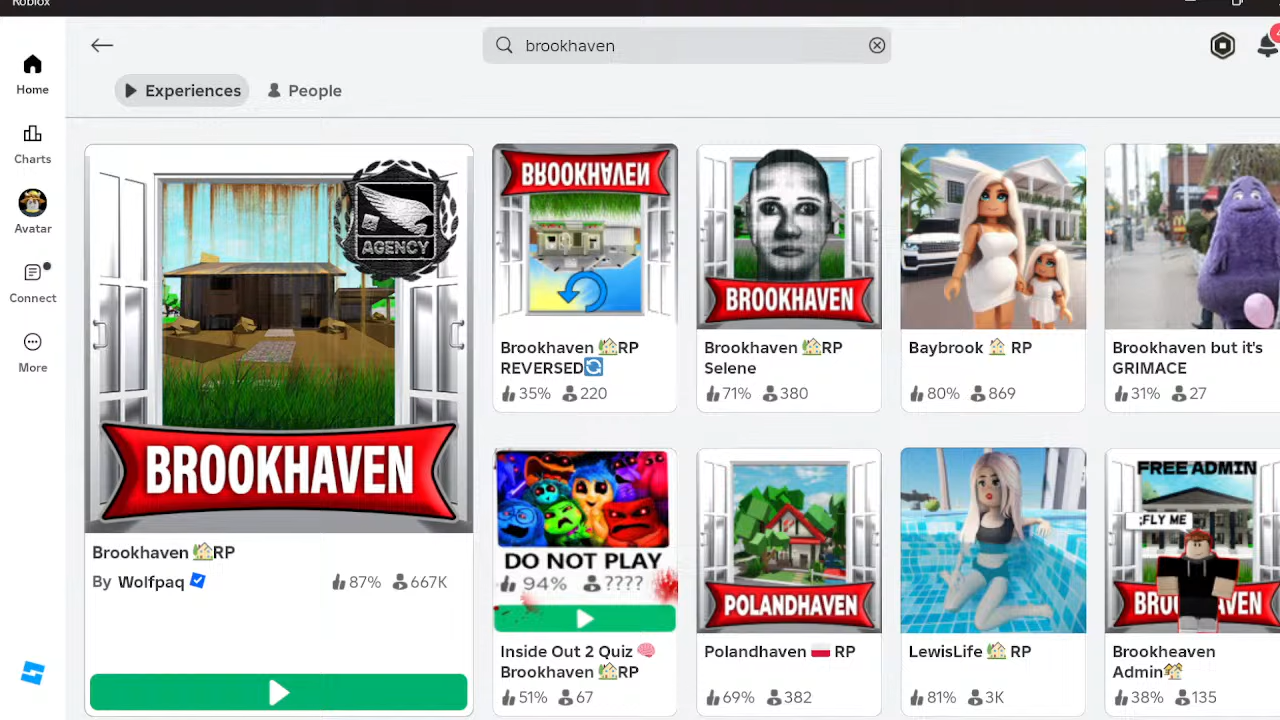 Roblox
brookhaven
4
Home
Experiences
People
Charts
Avatar
Connect
More
AGENCY
BROOKHAVEN
Brookhaven 🏡RP
By Wolfpaq
87% 667K
BROOKHAVEN
Brookhaven 🏡RP
REVERSED🔄
35% 220
BROOKHAVEN
Brookhaven 🏡RP
Selene
71% 380
Baybrook 🏠 RP
80% 869
Brookhaven but it's
GRIMACE
31% 27
DO NOT PLAY
94% ????
Inside Out 2 Quiz 🧠
Brookhaven 🏡RP
51% 67
POLANDHAVEN
Polandhaven 🇵🇱 RP
69% 382
LewisLife 🏡 RP
81% 3K
FREE ADMIN
;FLY ME
BRO AVEN
Brookheaven
Admin🏡
38% 135